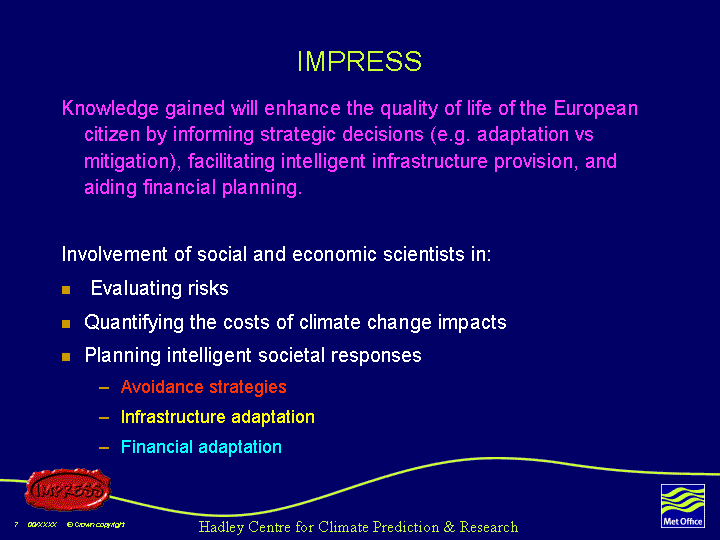 IMPRESS
Knowledge gained will enhance the quality of life of the European
citizen by informing strategic decisions (e.g. adaptation vs
mitigation), facilitating intelligent infrastructure provision, and
aiding financial planning.
Involvement of social and economic scientists in:
■ Evaluating risks
■ Quantifying the costs of climate change impacts
■ Planning intelligent societal responses
– Avoidance strategies
– Infrastructure adaptation
– Financial adaptation
IMPRESS
7 00/XXXX © Crown copyright
Hadley Centre for Climate Prediction & Research
Met Office